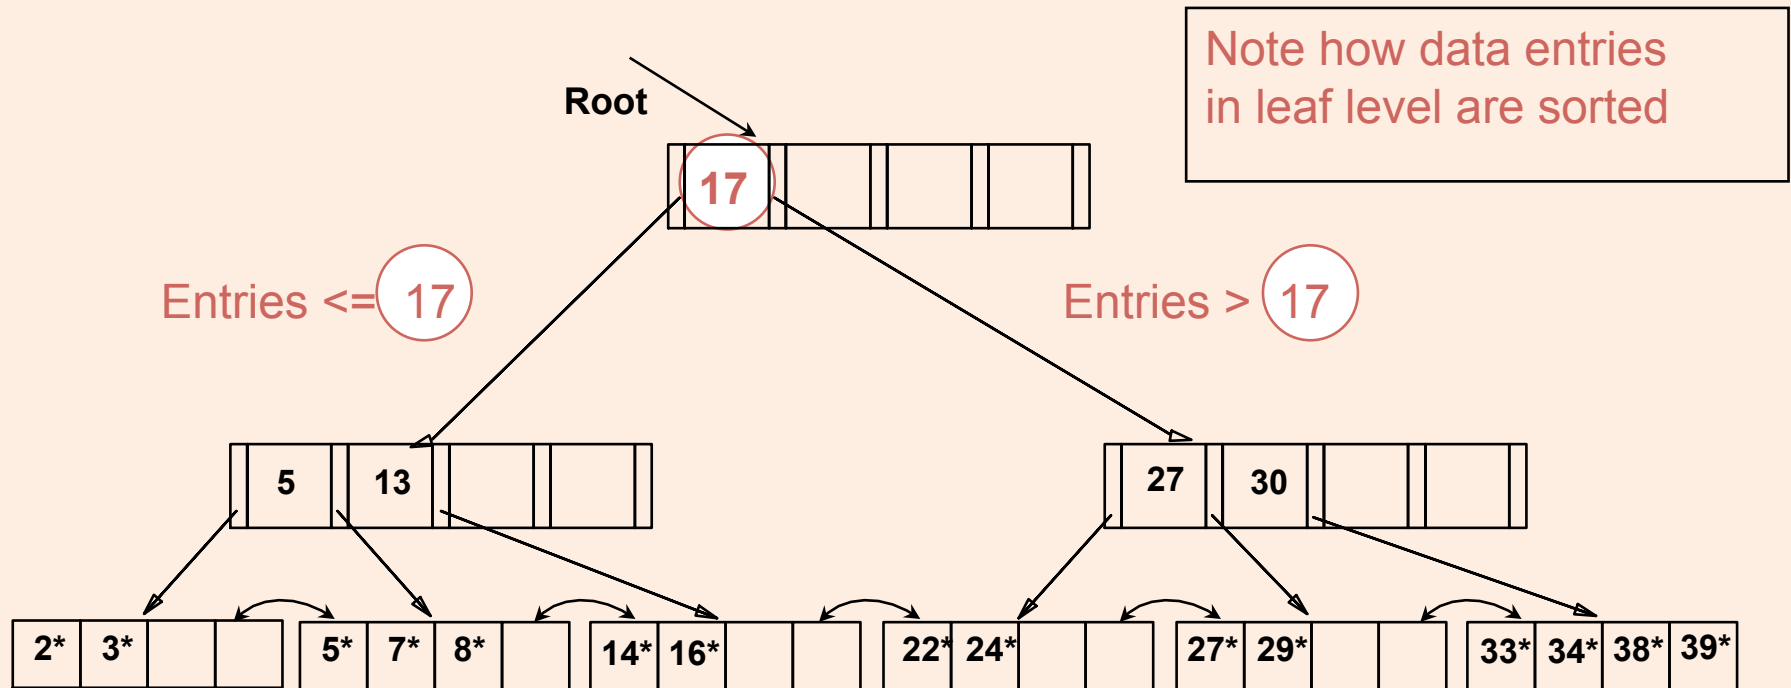 Note how data entries
in leaf level are sorted
Root
17
Entries <= 17
Entries > 17
5 13
27 30
2* 3* 5* 7* 8* 14* 16* 22* 24* 27* 29* 33* 34* 38* 39*